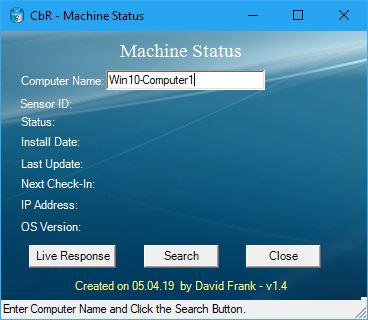 CbR - Machine Status
Machine Status
Computer Name: Win10-Computer1
Sensor ID:
Status:
Install Date:
Last Update:
Next Check-In:
IP Address:
OS Version:
Live Response Search Close
Created on 05.04.19 by David Frank - v1.4
Enter Computer Name and Click the Search Button.